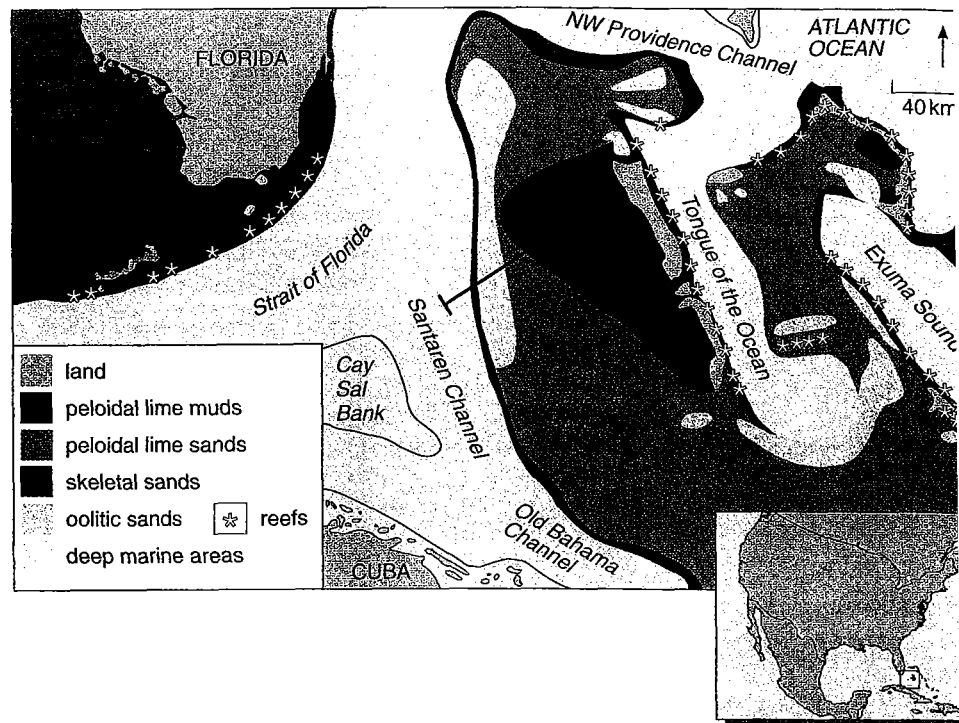 NW Providence Channel
ATLANTIC
OCEAN
FLORIDA
40 km
Strait of Florida
Tongue of the Ocean
Exuma Sound
Santaren Channel
Cay
Sal
Bank
Old Bahama
Channel
CUBA
land
peloidal lime muds
peloidal lime sands
skeletal sands
oolitic sands
reefs
deep marine areas